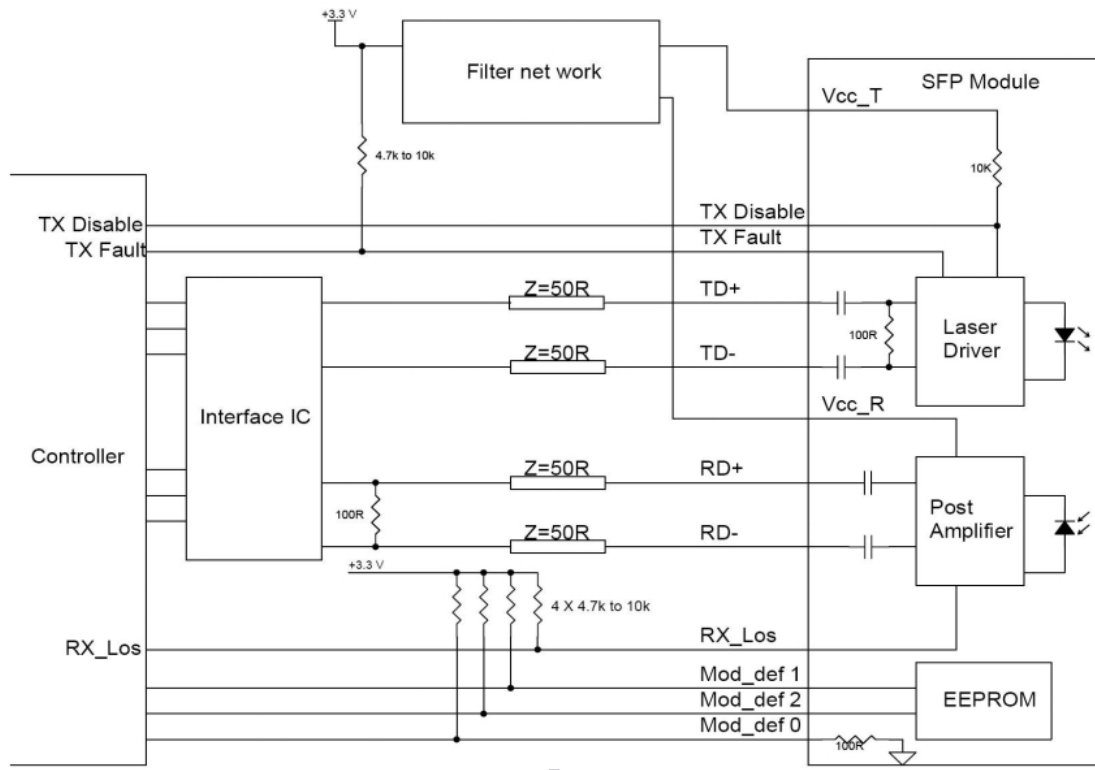 +3.3 V
Filter net work
SFP Module
Vcc_T
4.7k to 10k
10K
TX Disable
TX Disable
TX Fault
TX Fault
Z=50R
TD+
100R
Laser
Driver
Z=50R
TD-
Interface IC
Vcc_R
Controller
Z=50R
RD+
100R
Post
Amplifier
Z=50R
RD-
+3.3 V
4 X 4.7k to 10k
RX_Los
RX_Los
Mod_def 1
EEPROM
Mod_def 2
Mod_def 0
100R